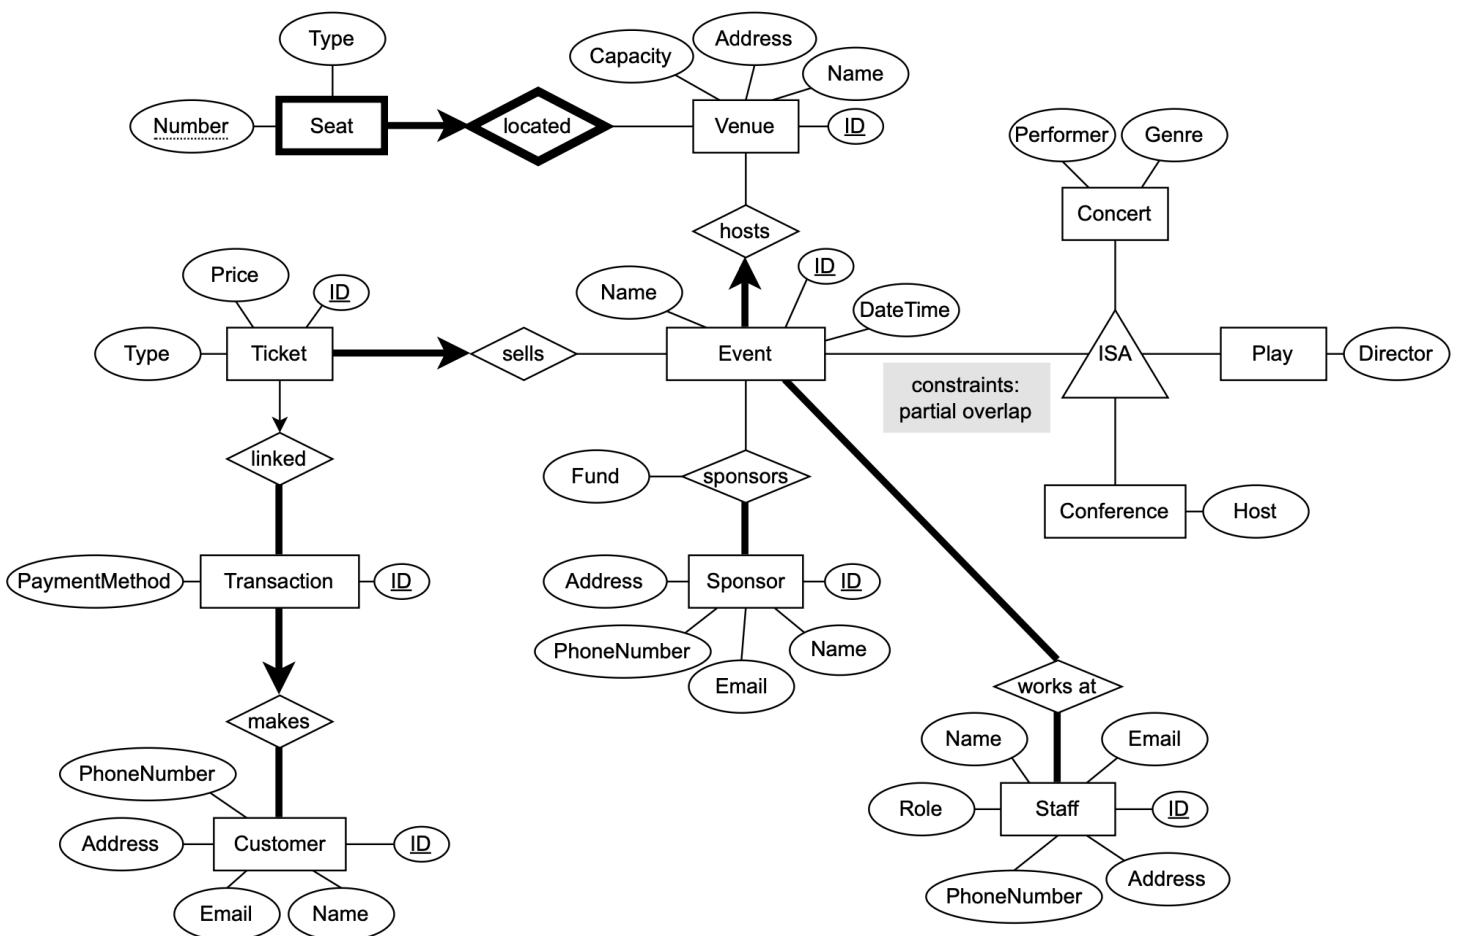 Type
Address
Capacity
Name
Number
Seat
located
Venue
ID
Performer
Genre
Concert
hosts
Price
ID
Name
ID
DateTime
Type
Ticket
sells
Event
ISA
Play
Director
constraints:
partial overlap
linked
Fund
sponsors
Conference
Host
PaymentMethod
Transaction
ID
Address
Sponsor
ID
PhoneNumber
Name
Email
works at
makes
Name
Email
PhoneNumber
Role
Staff
ID
Address
Customer
ID
PhoneNumber
Address
Email
Name